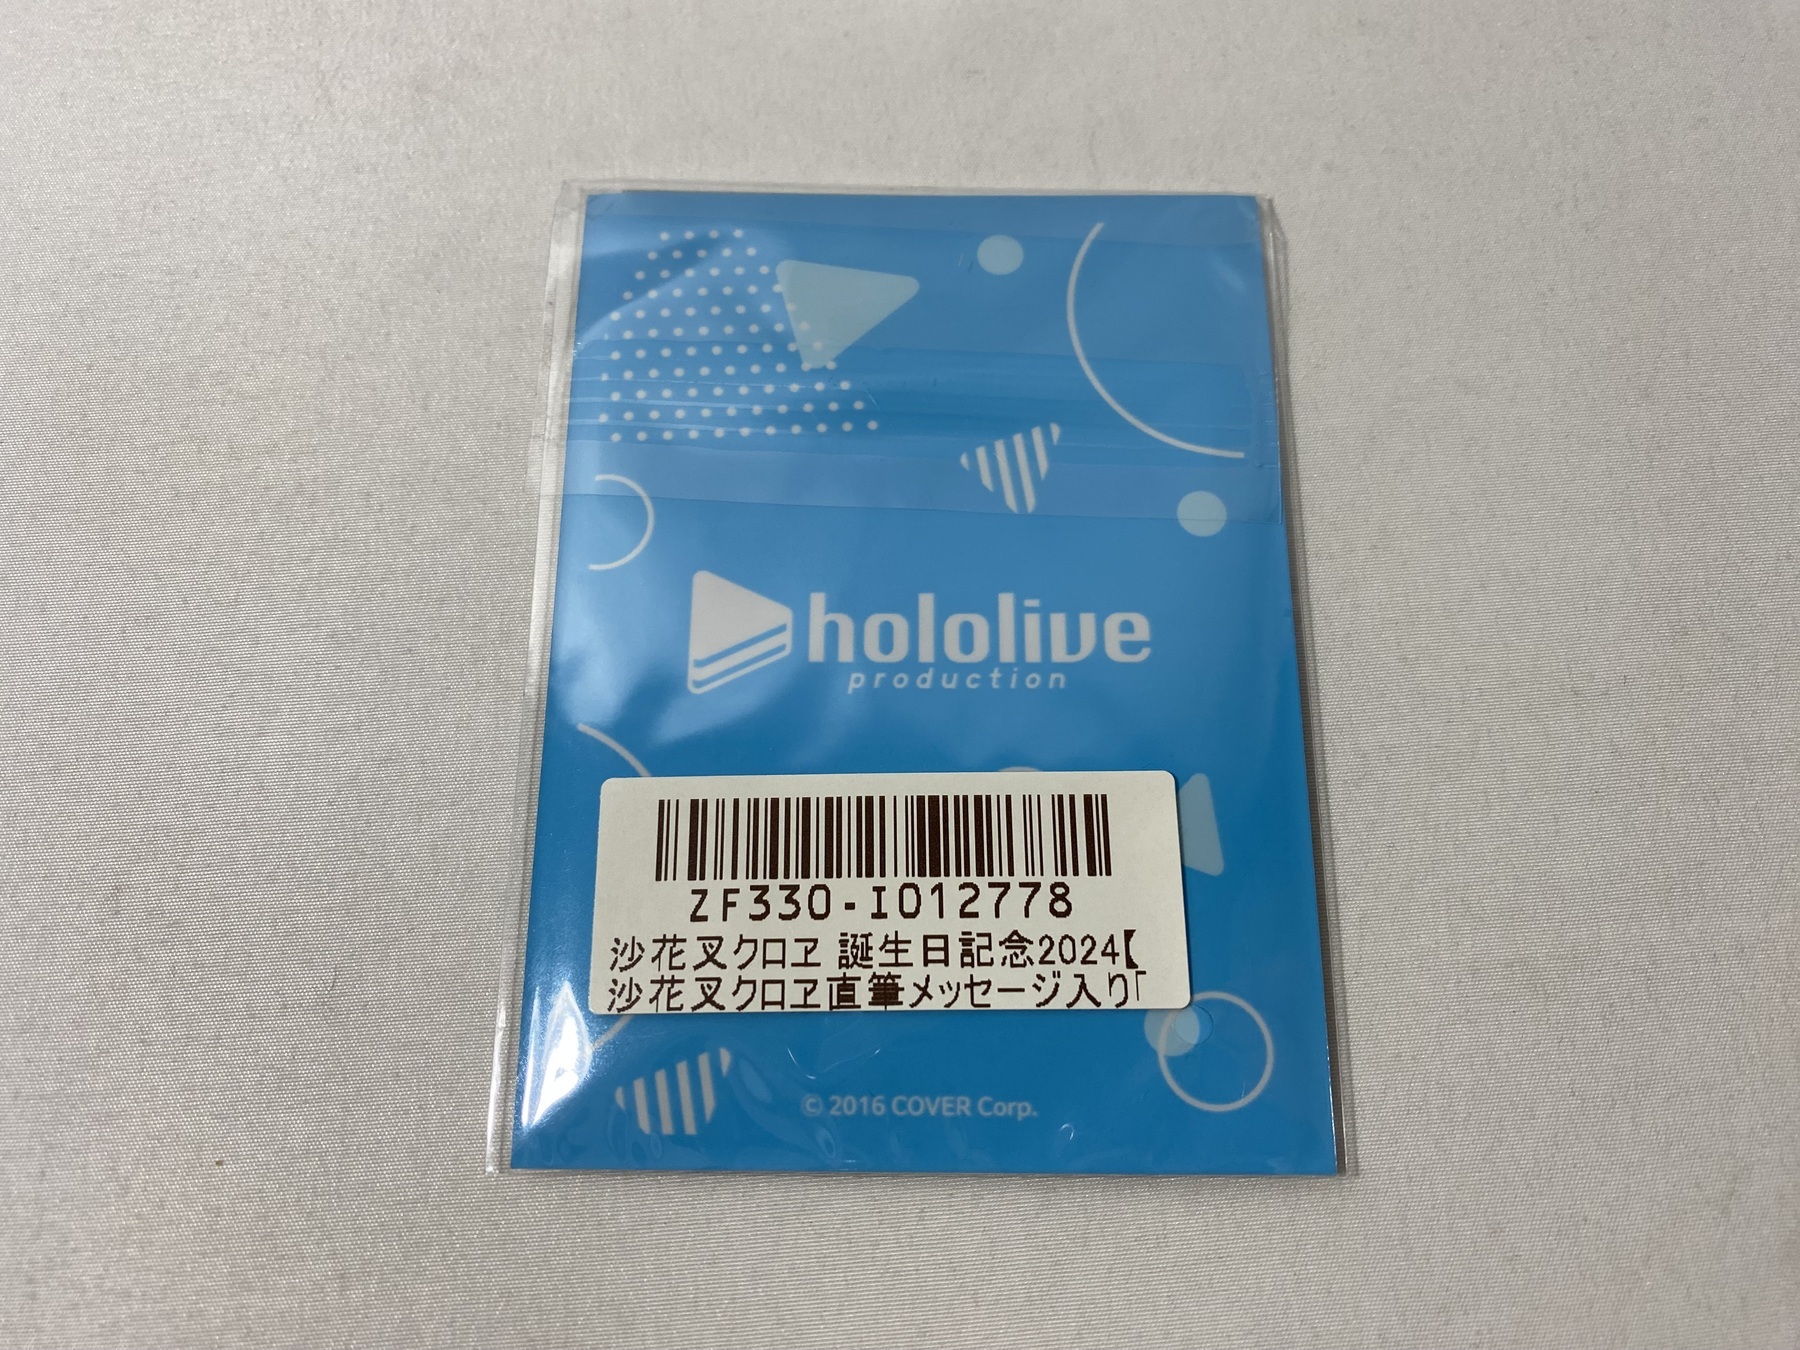 hololive
production
ZF330-I012778
沙花叉クロヱ 誕生日記念2024【
沙花叉クロヱ直筆メッセージ入り「
© 2016 COVER Corp.